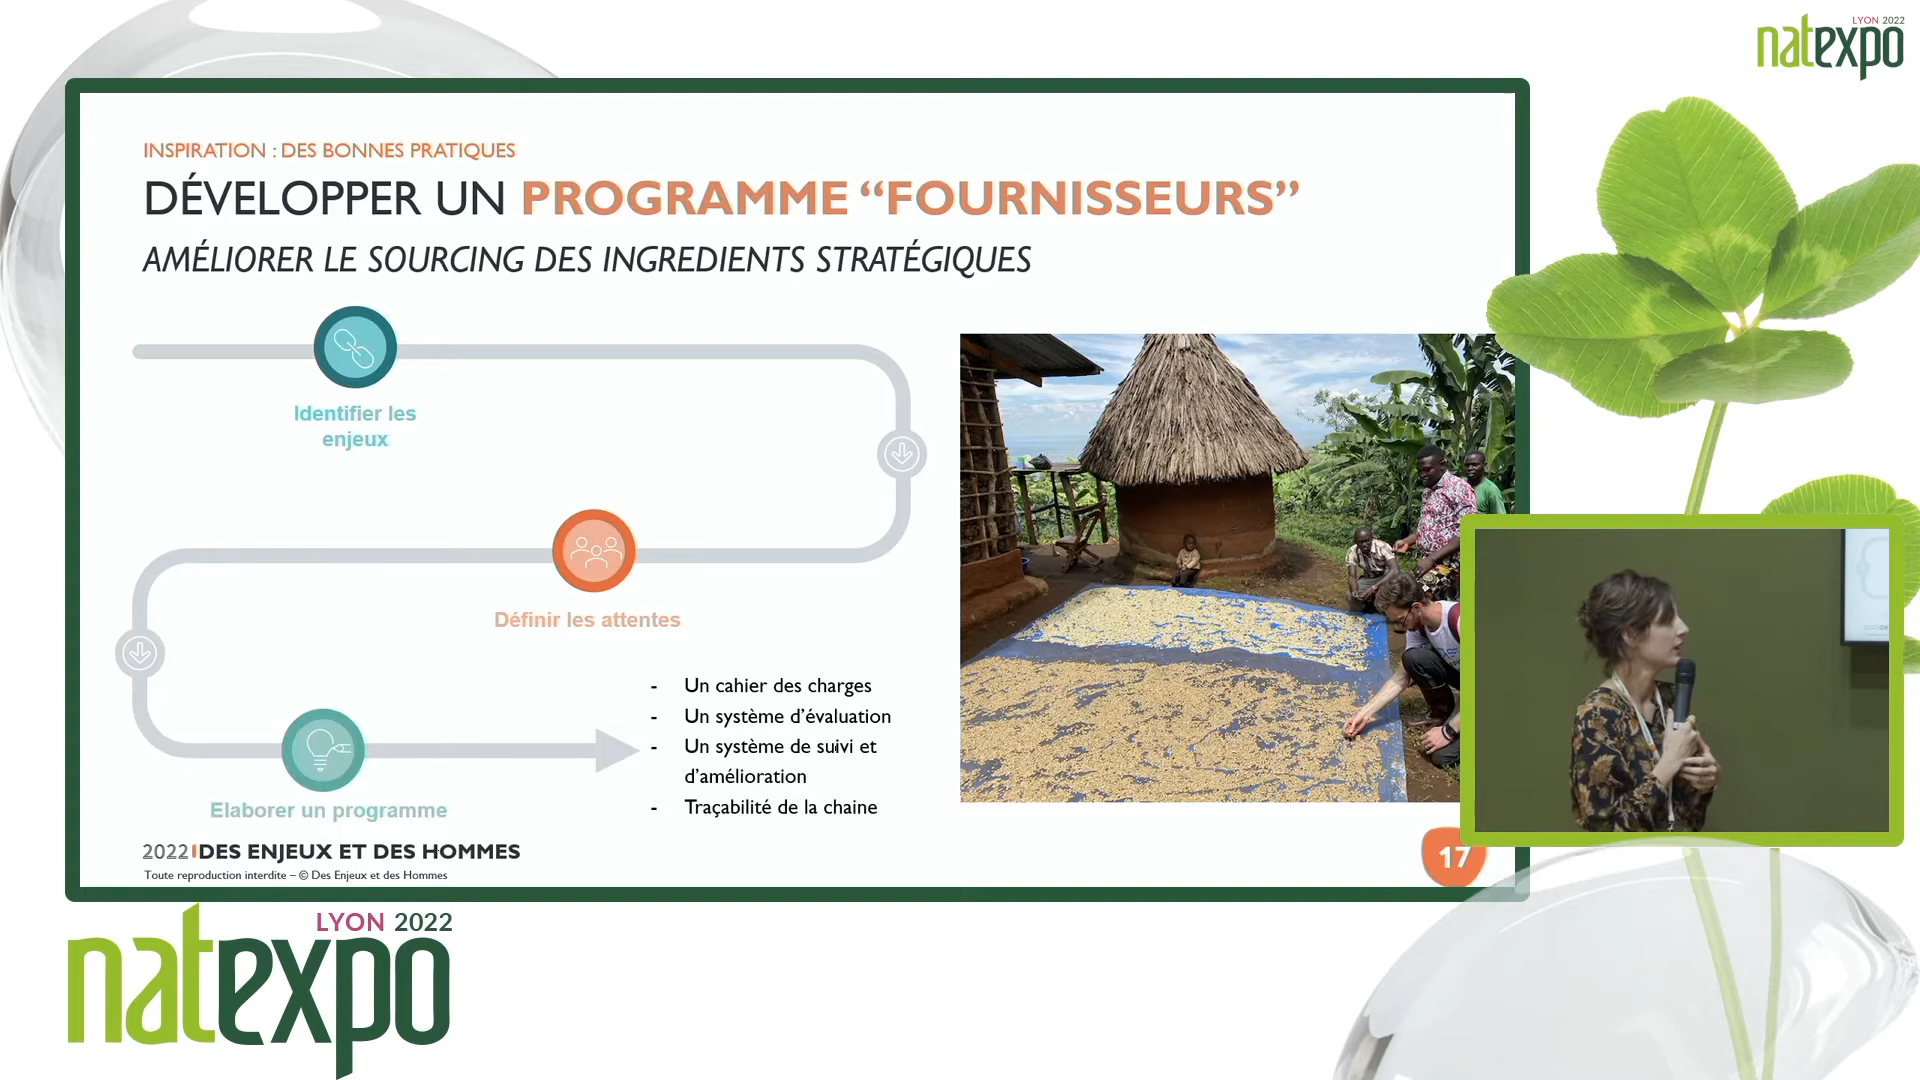 LYON 2022
natexpo
INSPIRATION : DES BONNES PRATIQUES
DÉVELOPPER UN PROGRAMME “FOURNISSEURS”
AMÉLIORER LE SOURCING DES INGREDIENTS STRATÉGIQUES
Identifier les
enjeux
Définir les attentes
- Un cahier des charges
- Un système d’évaluation
- Un système de suivi et
d’amélioration
- Traçabilité de la chaine
Elaborer un programme
2022 DES ENJEUX ET DES HOMMES
Toute reproduction interdite – © Des Enjeux et des Hommes
17
LYON 2022
natexpo